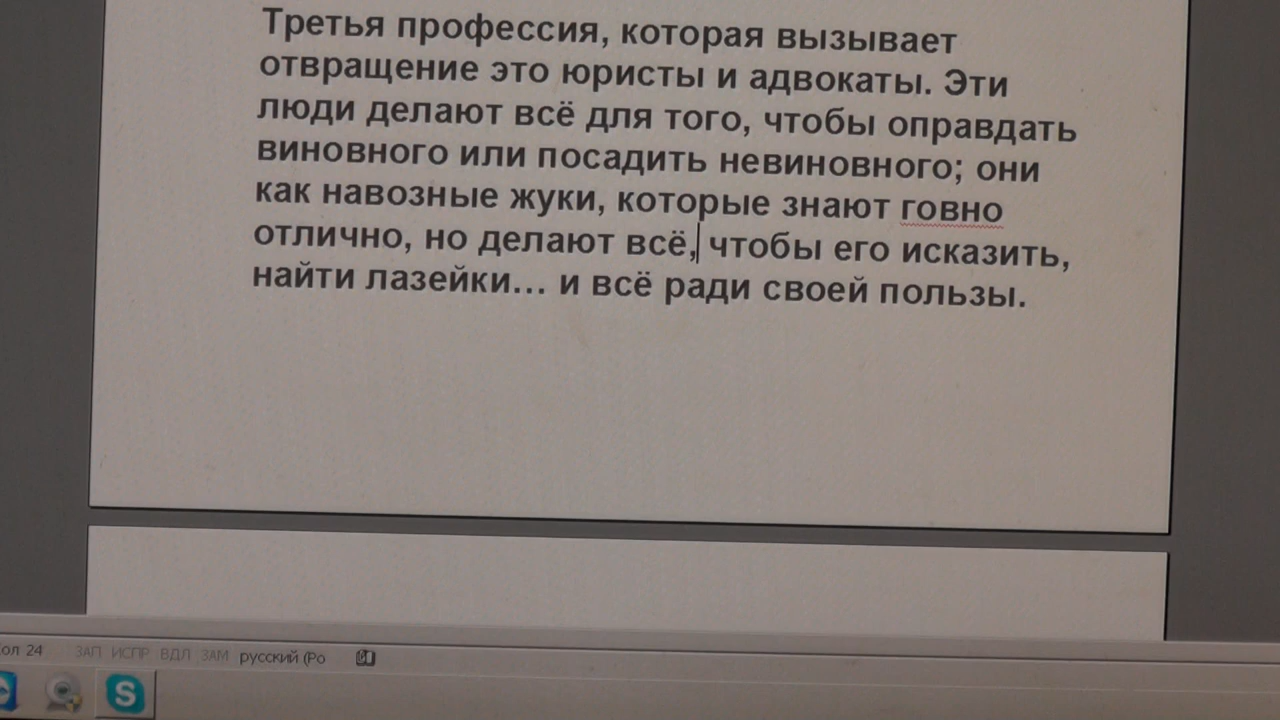 Третья профессия, которая вызывает
отвращение это юристы и адвокаты. Эти
люди делают всё для того, чтобы оправдать
виновного или посадить невиновного; они
как навозные жуки, которые знают говно
отлично, но делают всё, чтобы его исказить,
найти лазейки... и всё ради своей пользы.
Кол 24 ЗАП ИСПР ВДЛ ЗАМ русский (Ро
S